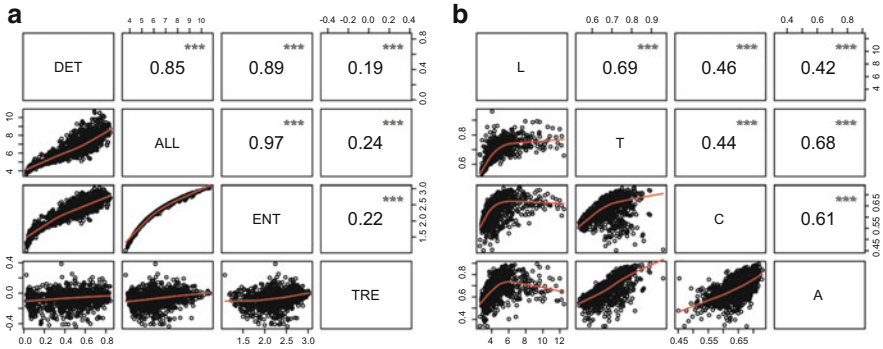 a
4 5 6 7 8 9 10
-0.4 -0.2 0.0 0.2 0.4
DET
0.85 ***
0.89 ***
0.19 ***
0.0 0.4 0.8
4 6 8 10
ALL
0.97 ***
0.24 ***
ENT
0.22 ***
1.5 2.0 2.5 3.0
-0.4 0.0 0.4
TRE
0.0 0.2 0.4 0.6 0.8
1.5 2.0 2.5 3.0
b
0.6 0.7 0.8 0.9
0.4 0.6 0.8
L
0.69 ***
0.46 ***
0.42 ***
4 6 8 10
0.6 0.8
T
0.44 ***
0.68 ***
C
0.61 ***
0.45 0.55 0.65
0.4 0.6 0.8
A
4 6 8 10 12
0.45 0.55 0.65